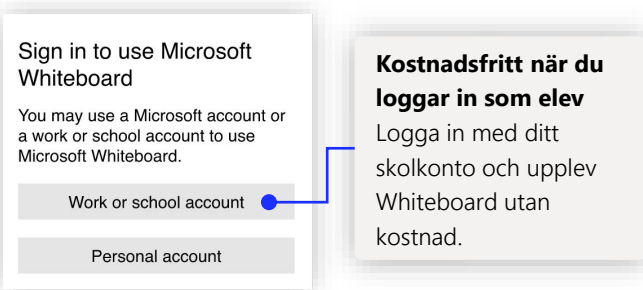 Sign in to use Microsoft
Whiteboard
You may use a Microsoft account or
a work or school account to use
Microsoft Whiteboard.
Work or school account
Personal account
Kostnadsfritt när du
loggar in som elev
Logga in med ditt
skolkonto och upplev
Whiteboard utan
kostnad.